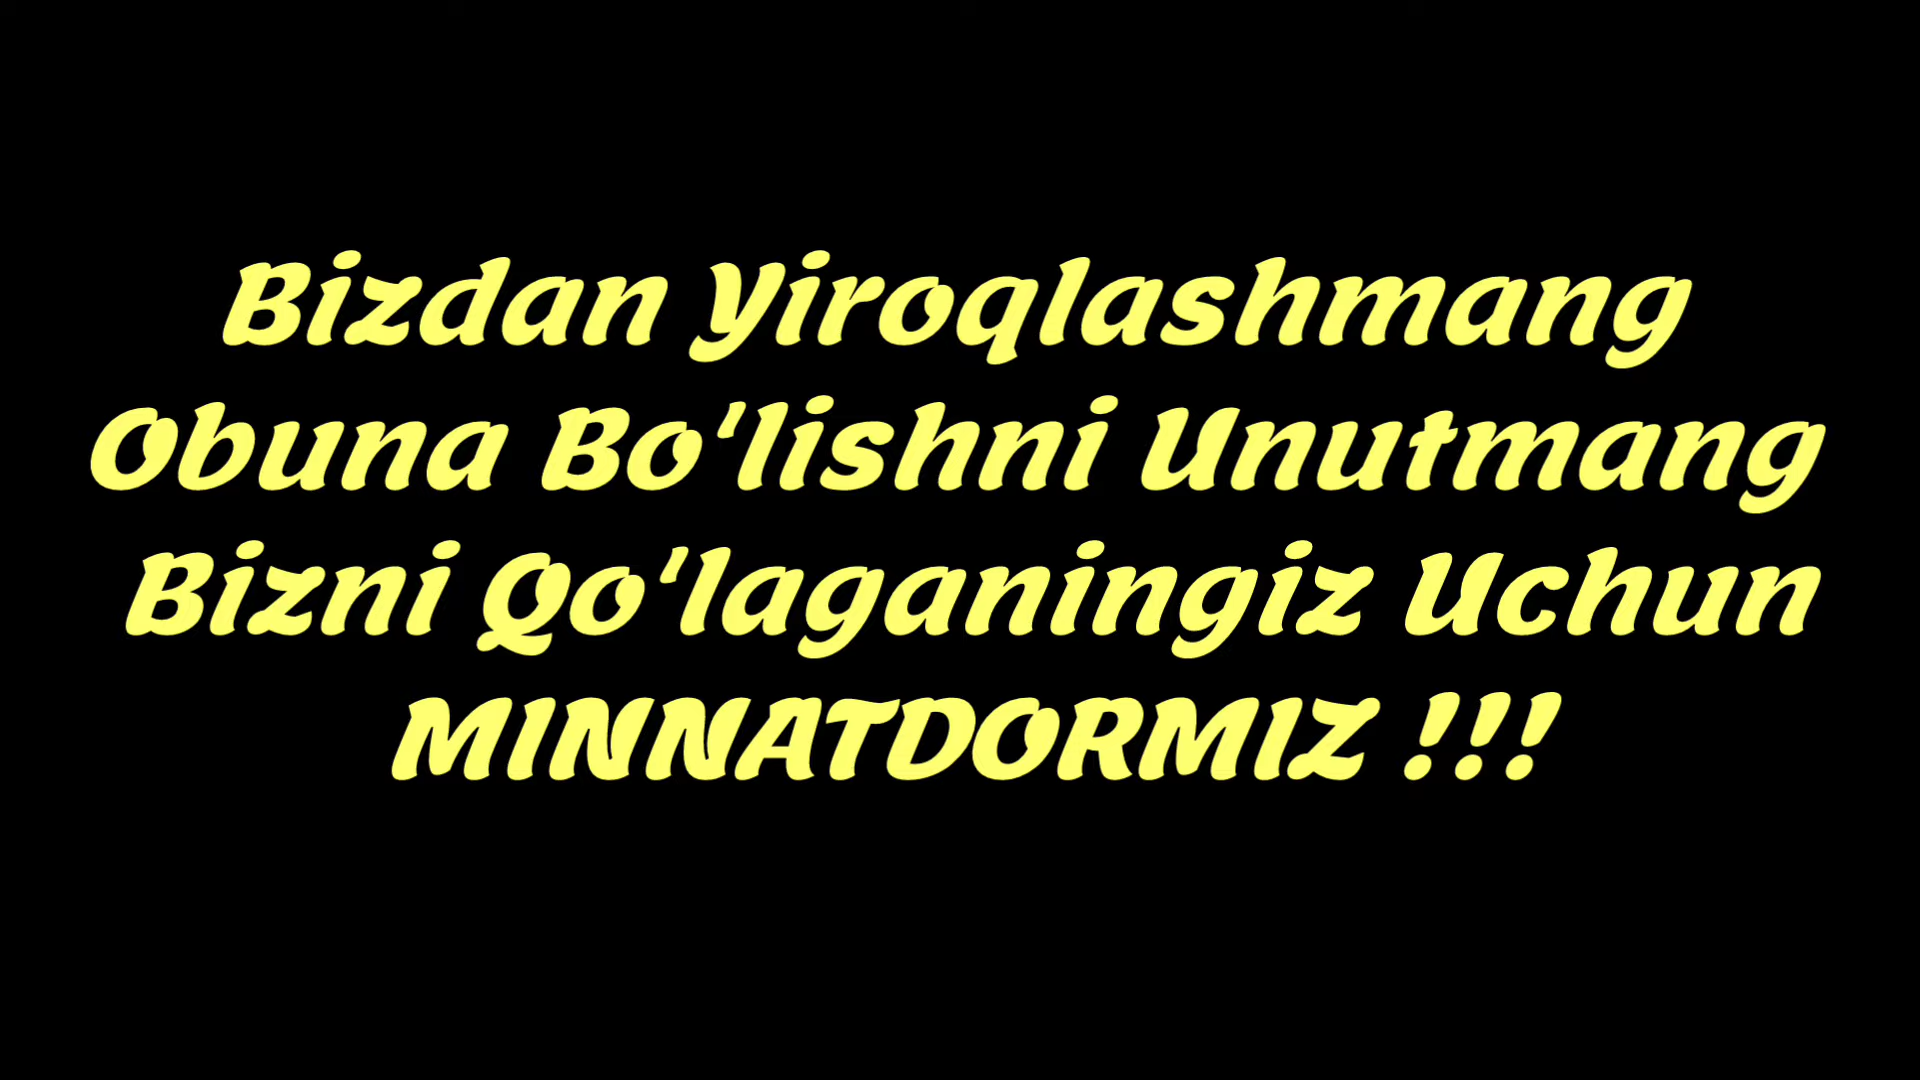 Bizdan Yiroqlashmang
Obuna Bo'lishni Unutmang
Bizni Qo'laganingiz Uchun
MINNATDORMIZ !!!